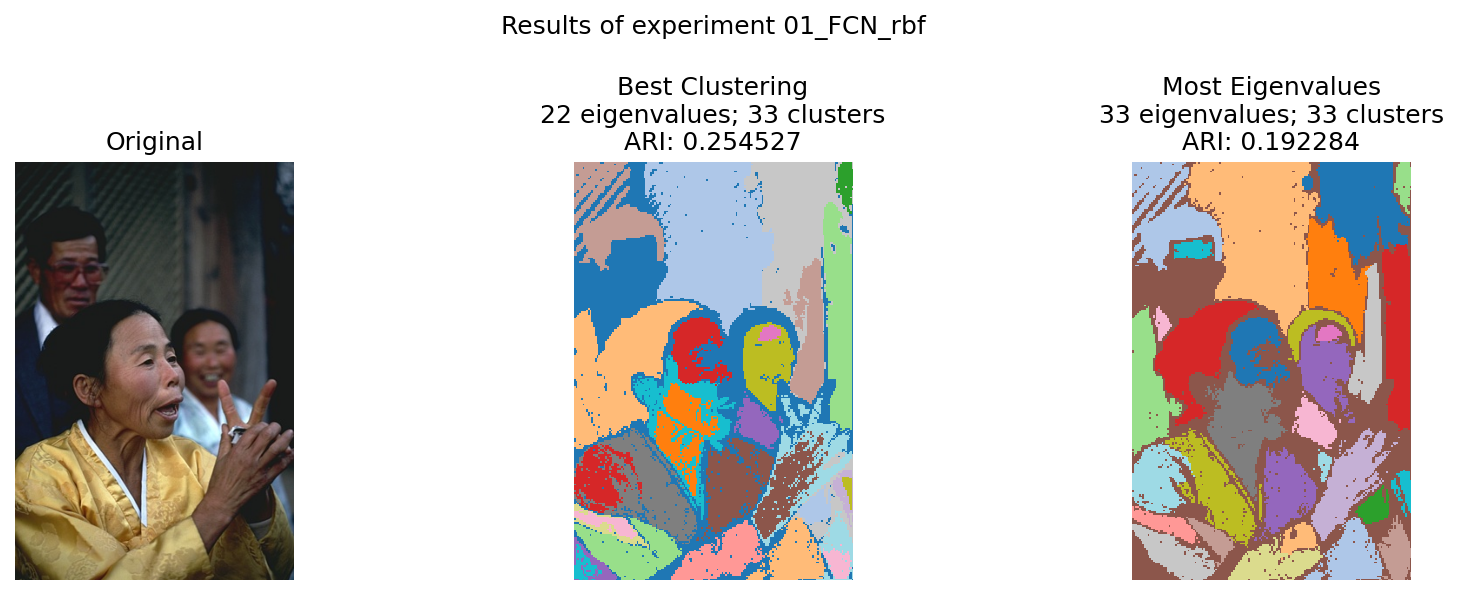 Results of experiment 01_FCN_rbf
Original
Best Clustering
22 eigenvalues; 33 clusters
ARI: 0.254527
Most Eigenvalues
33 eigenvalues; 33 clusters
ARI: 0.192284